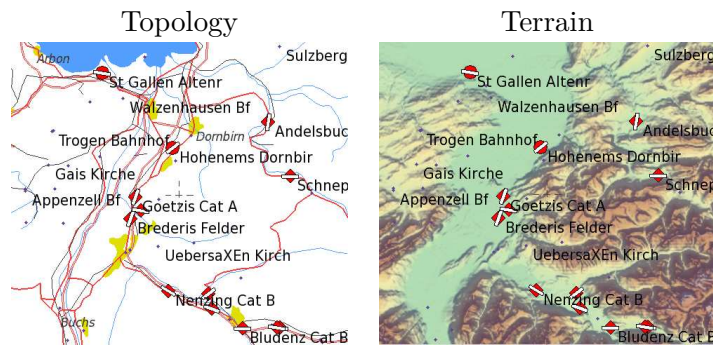 Topology
Arbon
Sulzberg
St Gallen Altenr
Walzenhausen Bf
Andelsbuc
Dornbirn
Trogen Bahnhof
Hohenems Dornbir
Gais Kirche
Schnep
Appenzell Bf
Goetzis Cat A
Brederis Felder
UebersaXEn Kirch
Nenzing Cat B
Buchs
Bludenz Cat B
Terrain
Sulzberg
St Gallen Altenr
Walzenhausen Bf
Andelsbuc
Trogen Bahnhof
Hohenems Dornbir
Gais Kirche
Schnep
Appenzell Bf
Goetzis Cat A
Brederis Felder
UebersaXEn Kirch
Nenzing Cat B
Bludenz Cat B